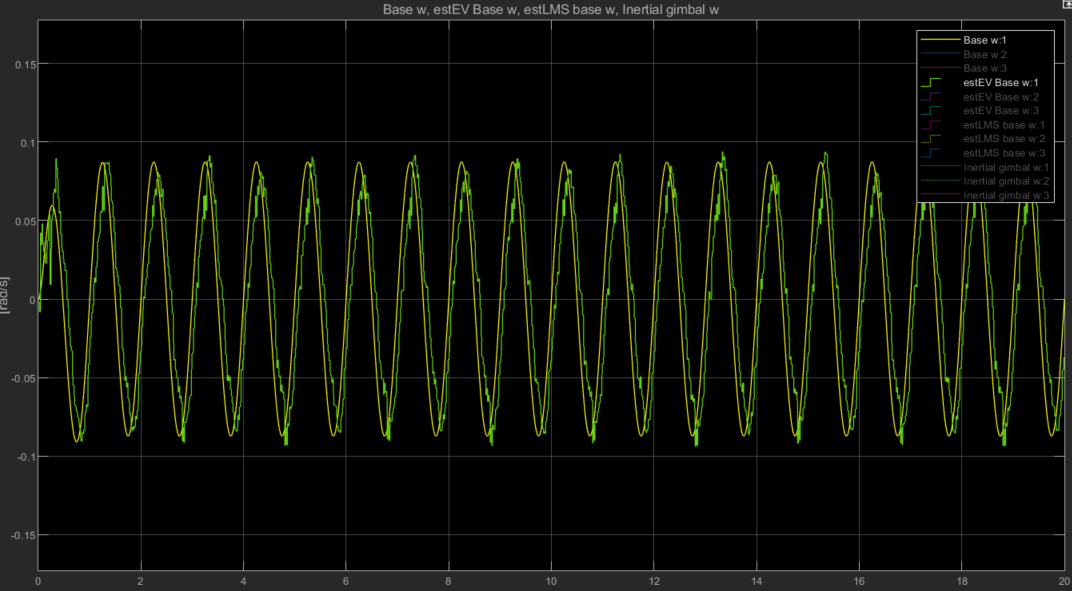 Base w, estEV Base w, estLMS base w, Inertial gimbal w
Base w:1
Base w:2
Base w:3
estEV Base w:1
estEV Base w:2
estEV Base w:3
estLMS base w:1
estLMS base w:2
estLMS base w:3
Inertial gimbal w:1
Inertial gimbal w:2
Inertial gimbal w:3
[rad/s]
0.15
0.1
0.05
0
-0.05
-0.1
-0.15
0 2 4 6 8 10 12 14 16 18 20